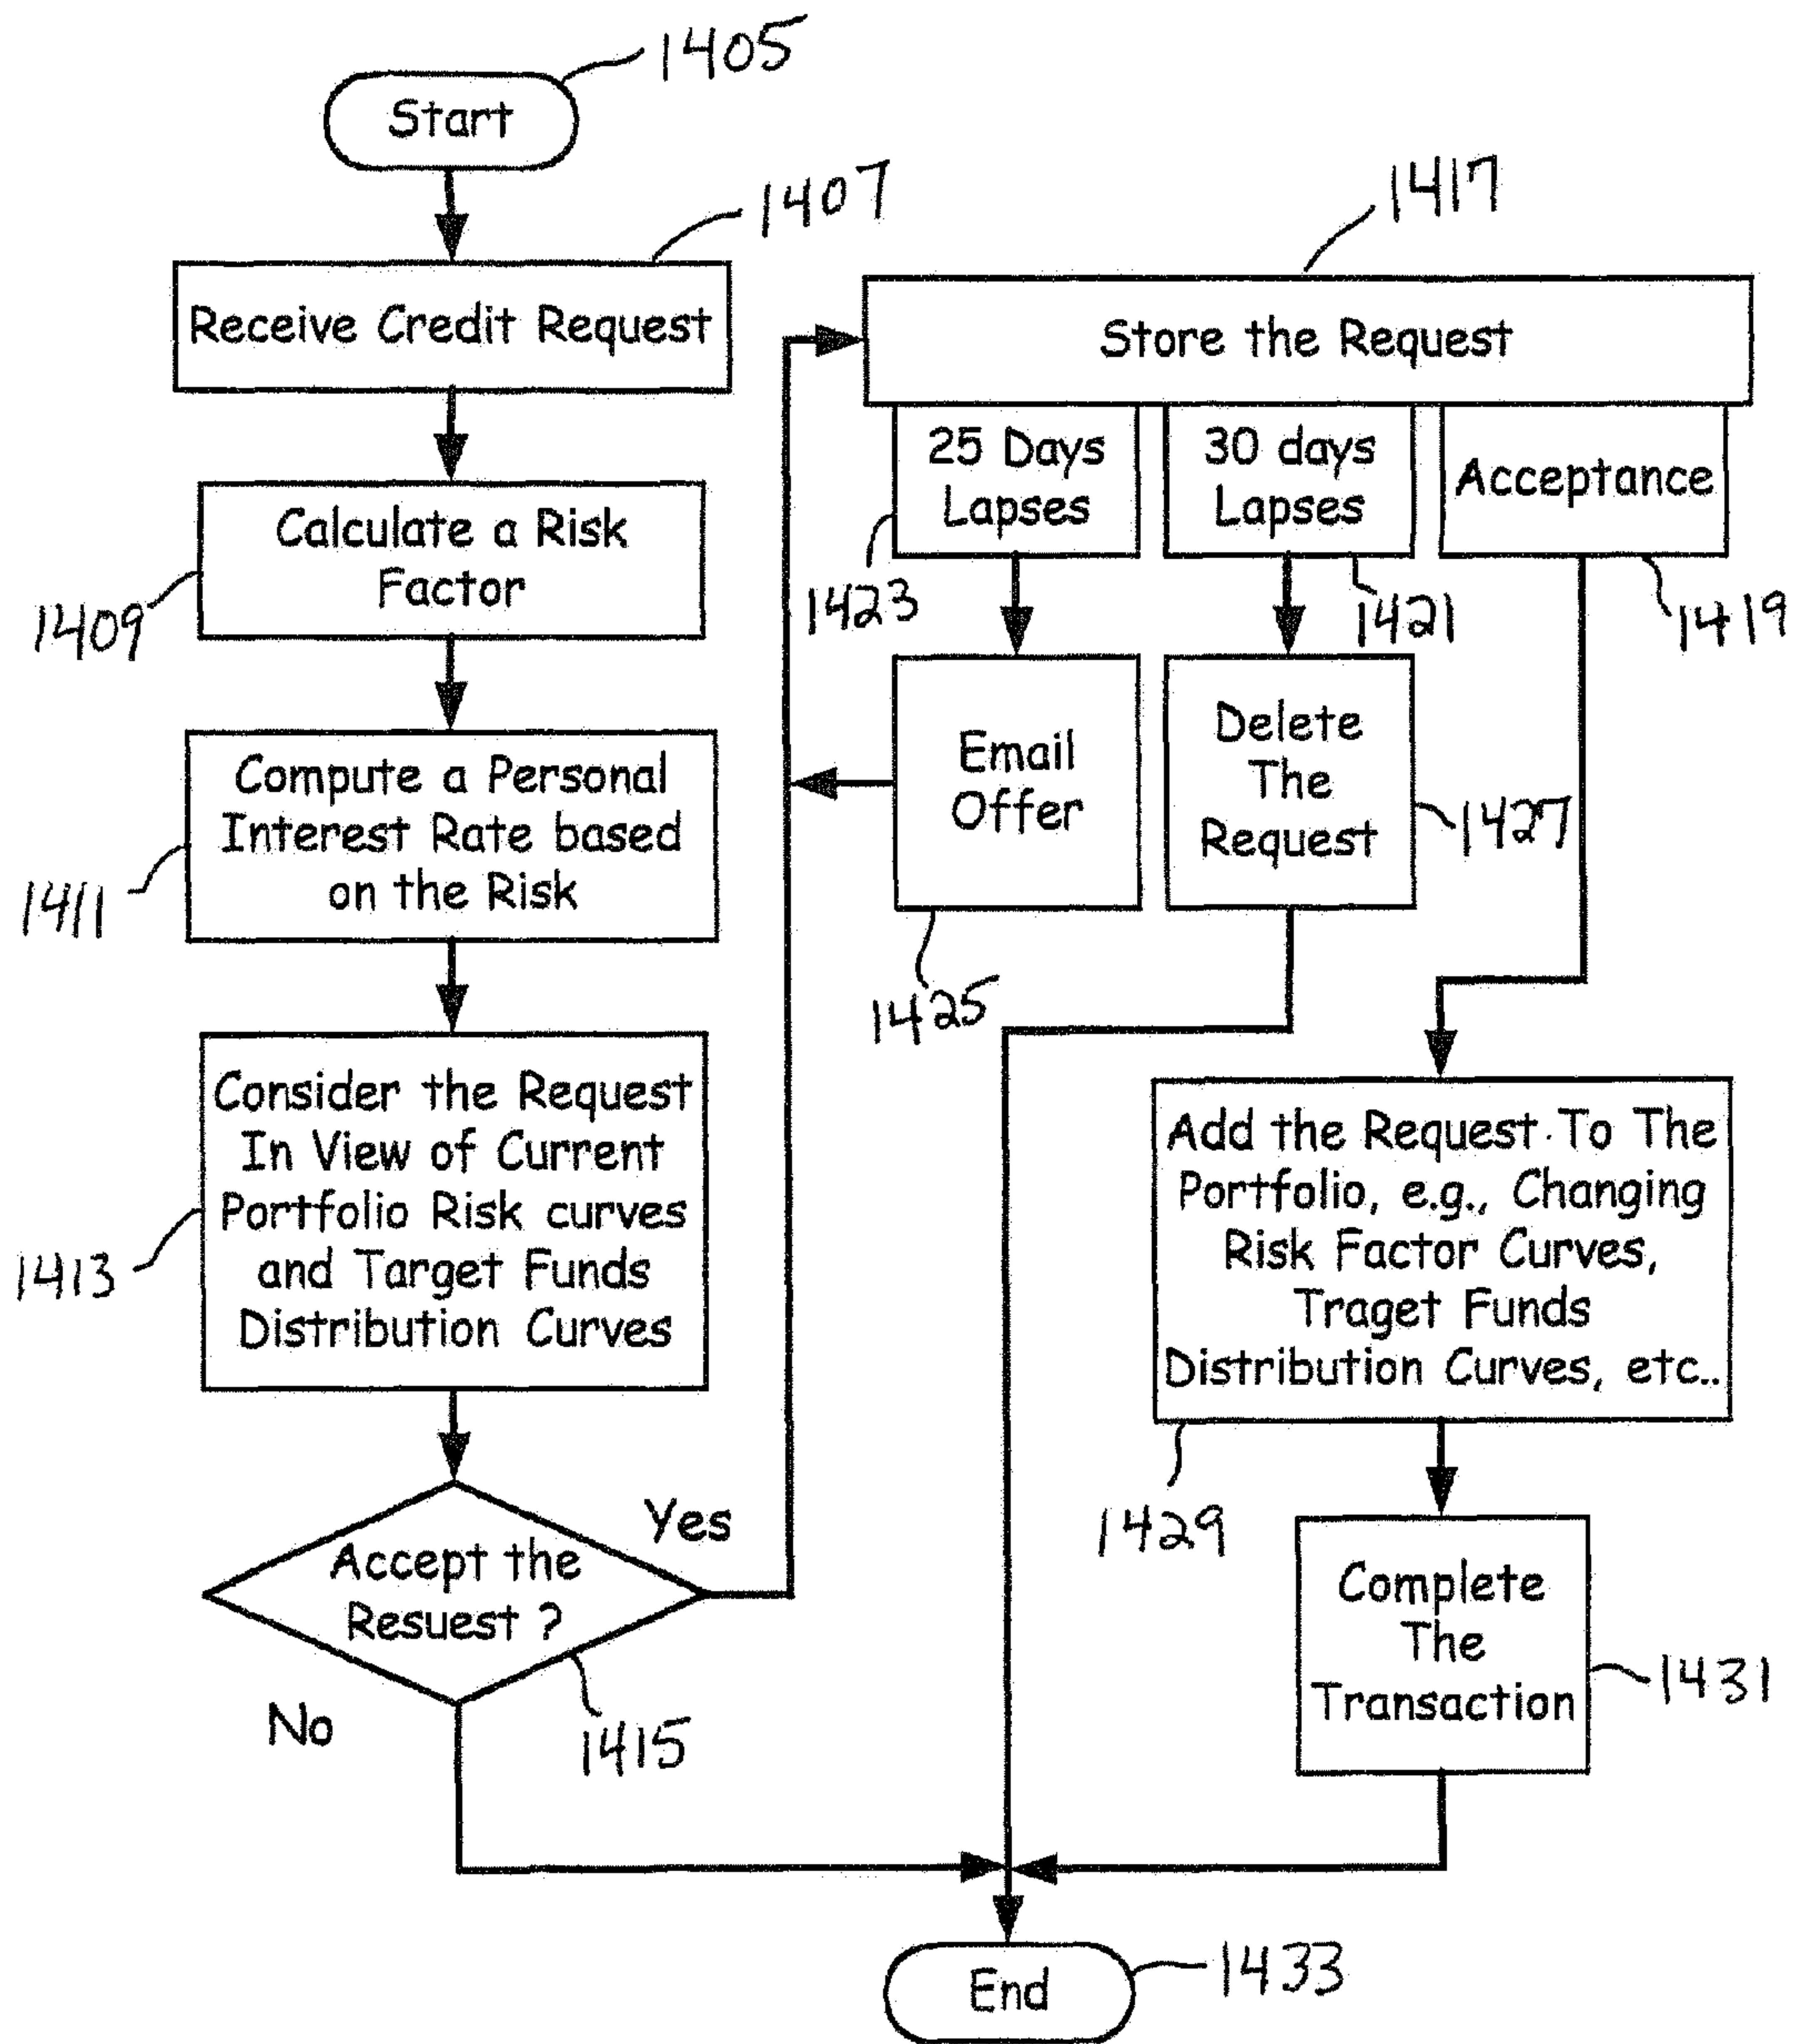 1405
Start
1407
Receive Credit Request
Calculate a Risk
Factor
1409
Compute a Personal
Interest Rate based
on the Risk
1411
Consider the Request
In View of Current
Portfolio Risk curves
and Target Funds
Distribution Curves
1413
Accept the
Resuest ?
Yes
No
1415
1417
Store the Request
25 Days
Lapses
30 days
Lapses
Acceptance
1423
1421
1419
Email
Offer
Delete
The
Request
1427
1425
Add the Request To The
Portfolio, e.g., Changing
Risk Factor Curves,
Traget Funds
Distribution Curves, etc..
1429
Complete
The
Transaction
1431
End
1433